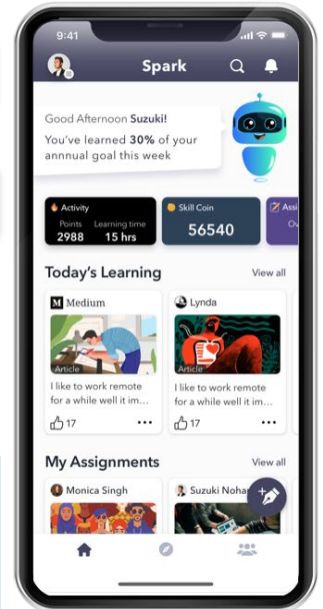 9:41
Spark
Good Afternoon Suzuki!
You've learned 30% of your
annnual goal this week
Activity
Points Learning time
2988 15 hrs
Skill Coin
56540
Today's Learning View all
M Medium
Article
I like to work remote
for a while well it im...
17
Lynda
Article
I like to work remote
for a while well it im...
17
My Assignments View all
Monica Singh
Suzuki